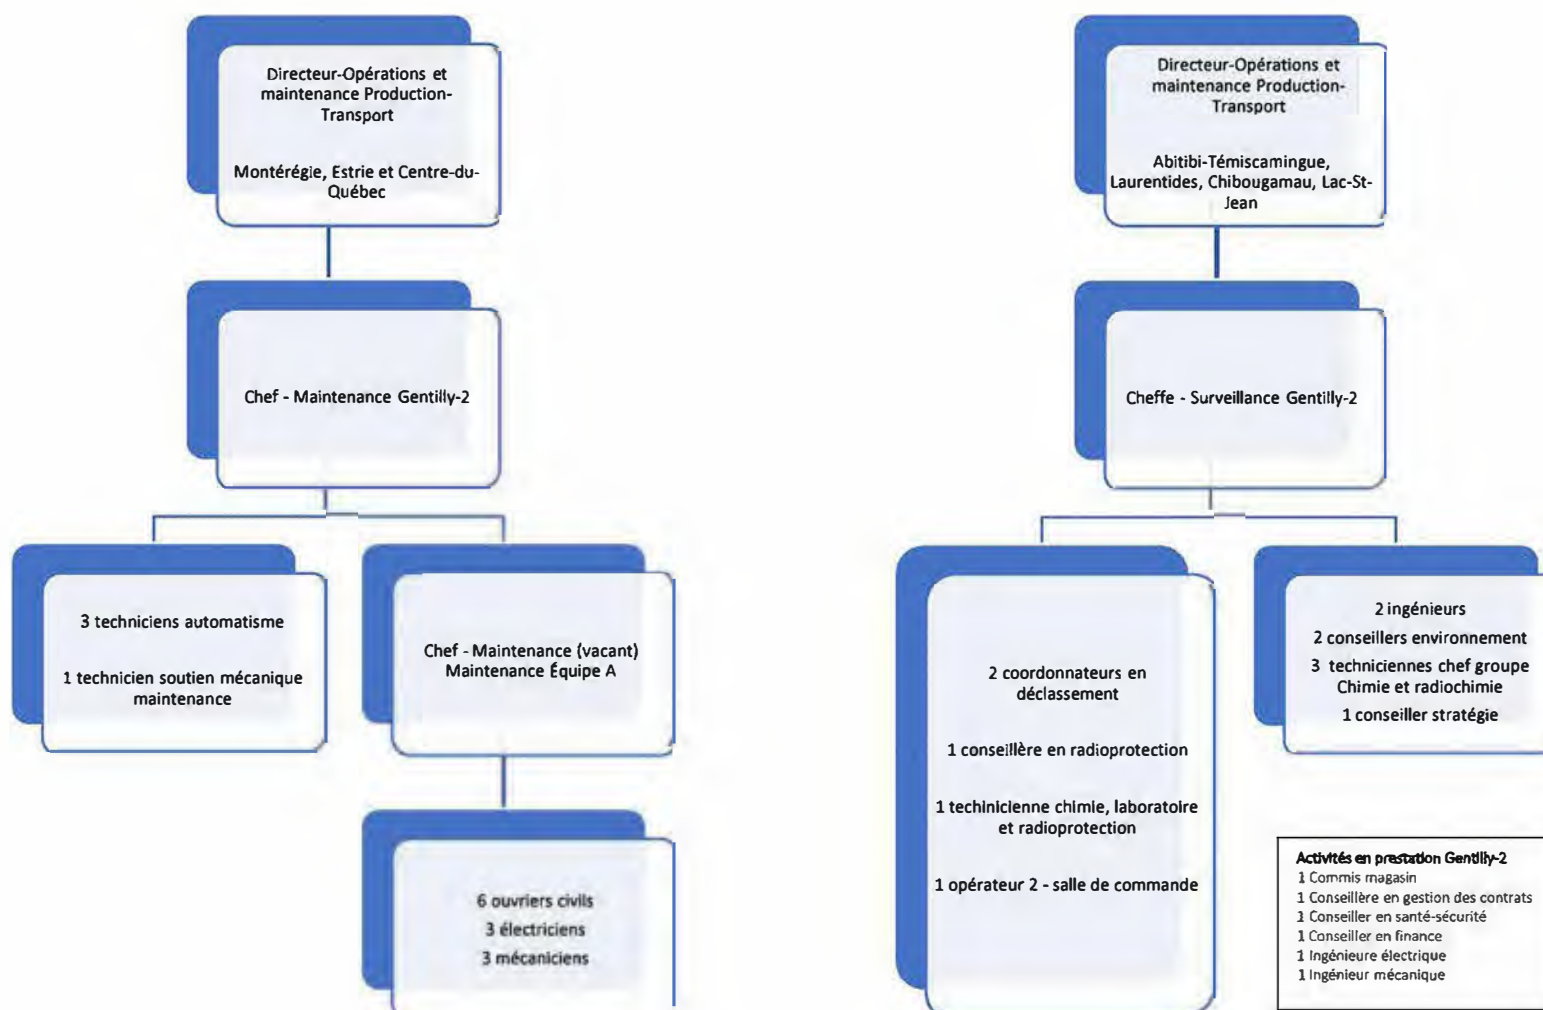 Directeur-Opérations et
maintenance Production-
Transport
Montérégie, Estrie et Centre-du-
Québec
Chef - Maintenance Gentilly-2
3 techniciens automatisme
1 technicien soutien mécanique
maintenance
Chef - Maintenance (vacant)
Maintenance Équipe A
6 ouvriers civils
3 électriciens
3 mécaniciens
Directeur-Opérations et
maintenance Production-
Transport
Abitibi-Témiscamingue,
Laurentides, Chibougamau, Lac-St-
Jean
Cheffe - Surveillance Gentilly-2
2 coordonnateurs en
déclassement
1 conseillère en radioprotection
1 techinicienne chimie, laboratoire
et radioprotection
1 opérateur 2 - salle de commande
2 ingénieurs
2 conseillers environnement
3 techniciennes chef groupe
Chimie et radiochimie
1 conseiller stratégie
Activités en prestation Gentilly-2
1 Commis magasin
1 Conseillère en gestion des contrats
1 Conseiller en santé-sécurité
1 Conseiller en finance
1 Ingénieure électrique
1 Ingénieur mécanique